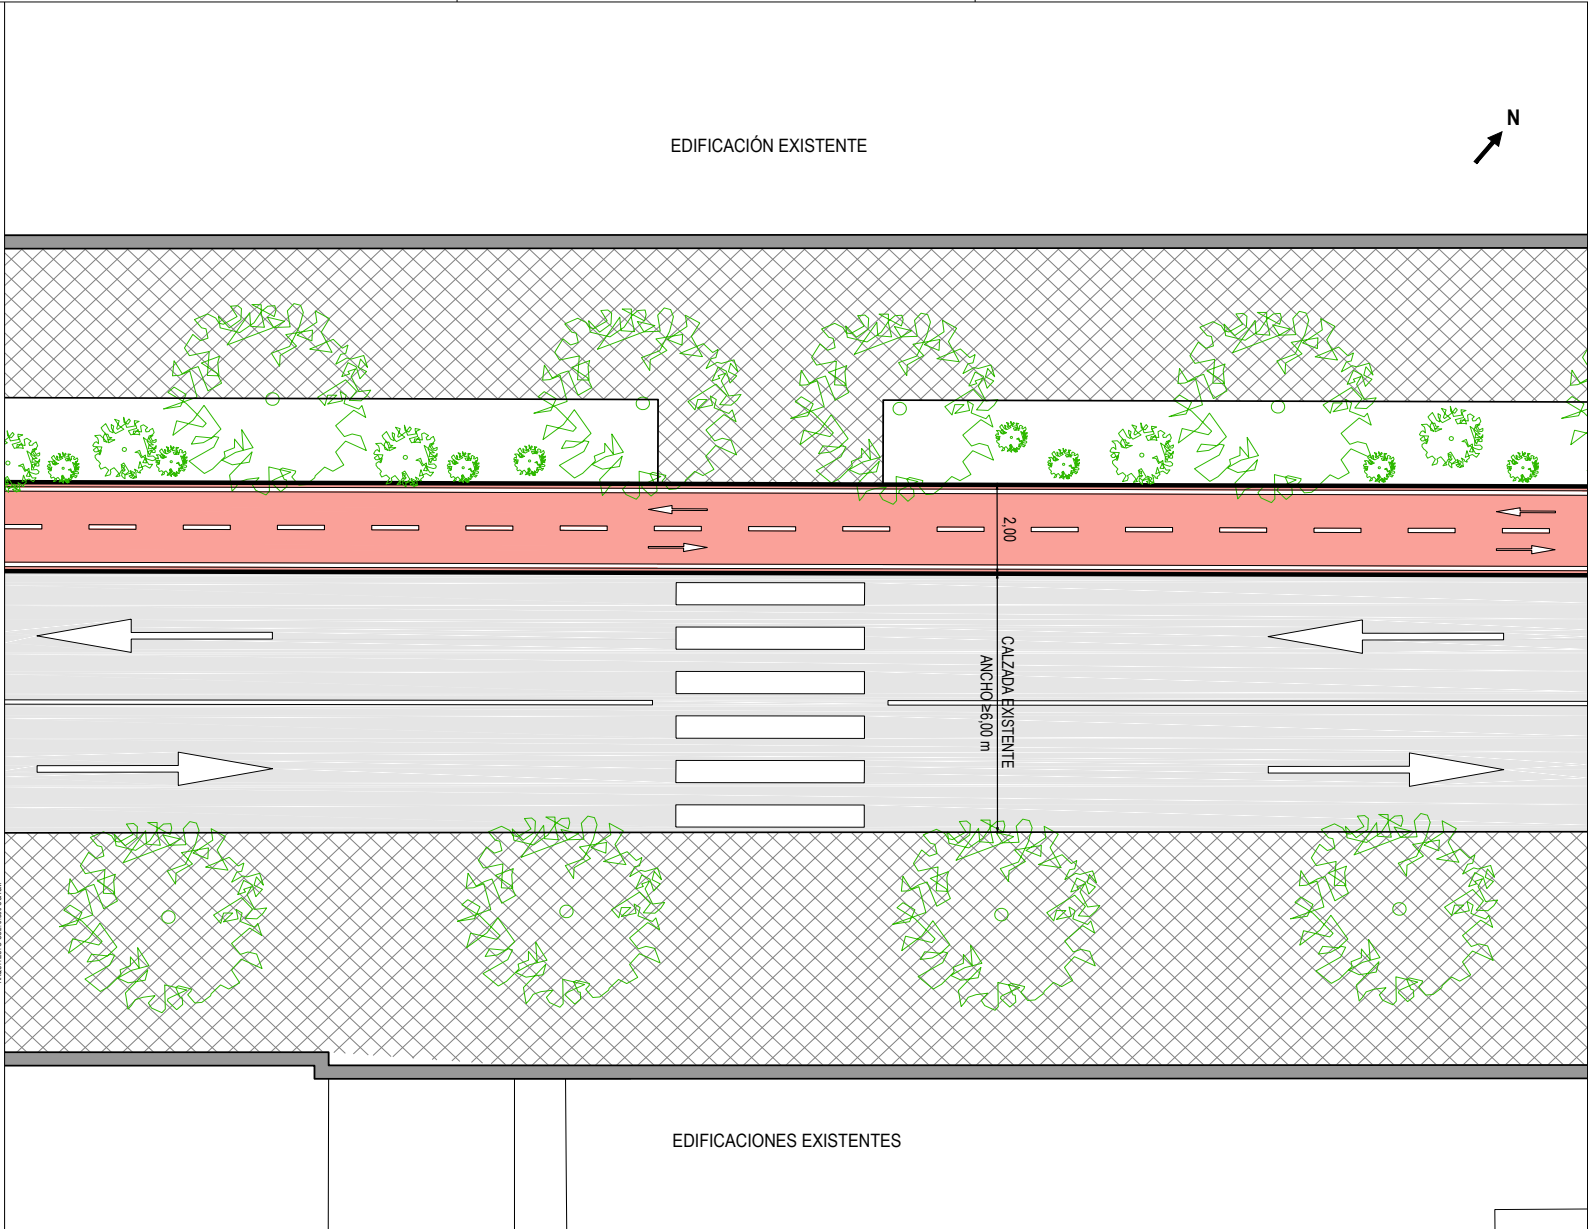 EDIFICACIÓN EXISTENTE
N
2,00
CALZADA EXISTENTE
ANCHO ≥6,00 m
EDIFICACIONES EXISTENTES